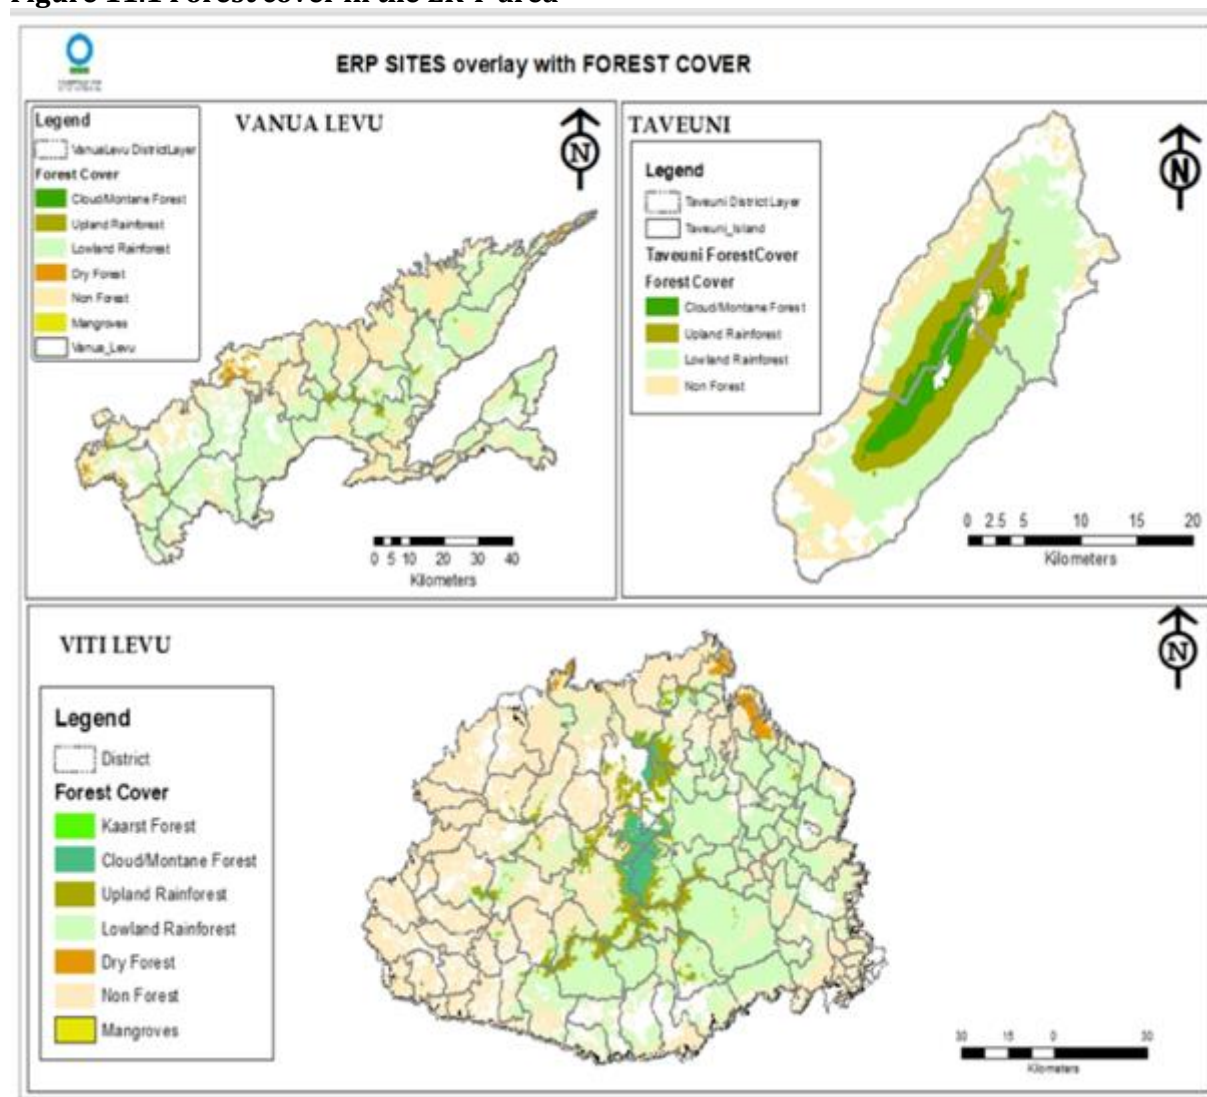 Figure 11.1 Forest cover in the ER-P area
ERP SITES overlay with FOREST COVER
VANUA LEVU
N
Legend
VanuaLevu DistrictLayer
Forest Cover
Cloud/Montane Forest
Upland Rainforest
Lowland Rainforest
Dry Forest
Non Forest
Mangroves
Vanua_Levu
0 5 10 20 30 40
Kilometers
TAVEUNI
N
Legend
Taveuni District Layer
Taveuni_Island
Taveuni ForestCover
Forest Cover
Cloud/Montane Forest
Upland Rainforest
Lowland Rainforest
Non Forest
0 2.5 5 10 15 20
Kilometers
VITI LEVU
N
Legend
District
Forest Cover
Kaarst Forest
Cloud/Montane Forest
Upland Rainforest
Lowland Rainforest
Dry Forest
Non Forest
Mangroves
30 15 0 30
Kilometers